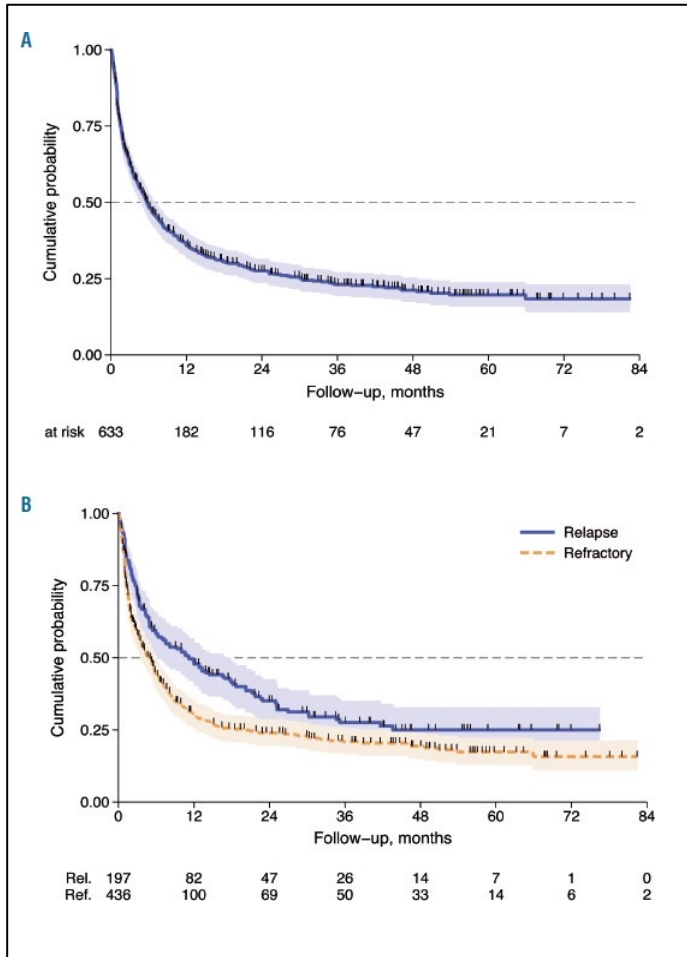 A
1.00
0.75
0.50
0.25
0.00
Cumulative probability
0 12 24 36 48 60 72 84
Follow-up, months
at risk 633 182 116 76 47 21 7 2
B
1.00
0.75
0.50
0.25
0.00
Cumulative probability
Relapse
Refractory
0 12 24 36 48 60 72 84
Follow-up, months
Rel. 197 82 47 26 14 7 1 0
Ref. 436 100 69 50 33 14 6 2